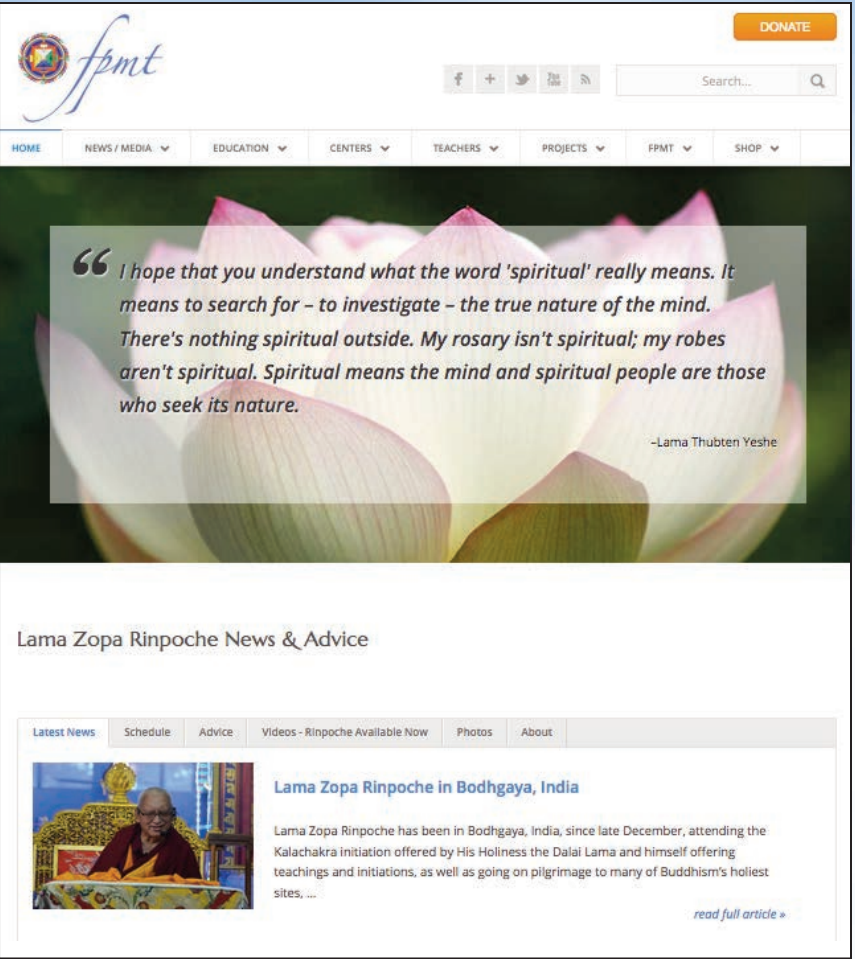 fpmt
DONATE
Search...
HOME NEWS / MEDIA EDUCATION CENTERS TEACHERS PROJECTS FPMT SHOP
“ I hope that you understand what the word 'spiritual' really means. It
means to search for – to investigate – the true nature of the mind.
There's nothing spiritual outside. My rosary isn't spiritual; my robes
aren't spiritual. Spiritual means the mind and spiritual people are those
who seek its nature.
–Lama Thubten Yeshe
Lama Zopa Rinpoche News & Advice
Latest News Schedule Advice Videos - Rinpoche Available Now Photos About
Lama Zopa Rinpoche in Bodhgaya, India
Lama Zopa Rinpoche has been in Bodhgaya, India, since late December, attending the
Kalachakra initiation offered by His Holiness the Dalai Lama and himself offering
teachings and initiations, as well as going on pilgrimage to many of Buddhism's holiest
sites, ...
read full article »